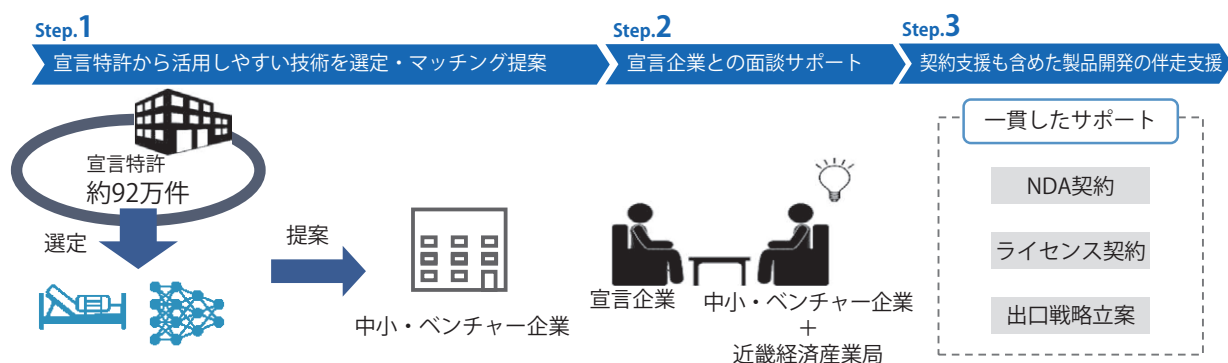 Step.1
宣言特許から活用しやすい技術を選定・マッチング提案
宣言特許
約92万件
選定
提案
中小・ベンチャー企業
Step.2
宣言企業との面談サポート
宣言企業
中小・ベンチャー企業
+
近畿経済産業局
Step.3
契約支援も含めた製品開発の伴走支援
一貫したサポート
NDA契約
ライセンス契約
出口戦略立案